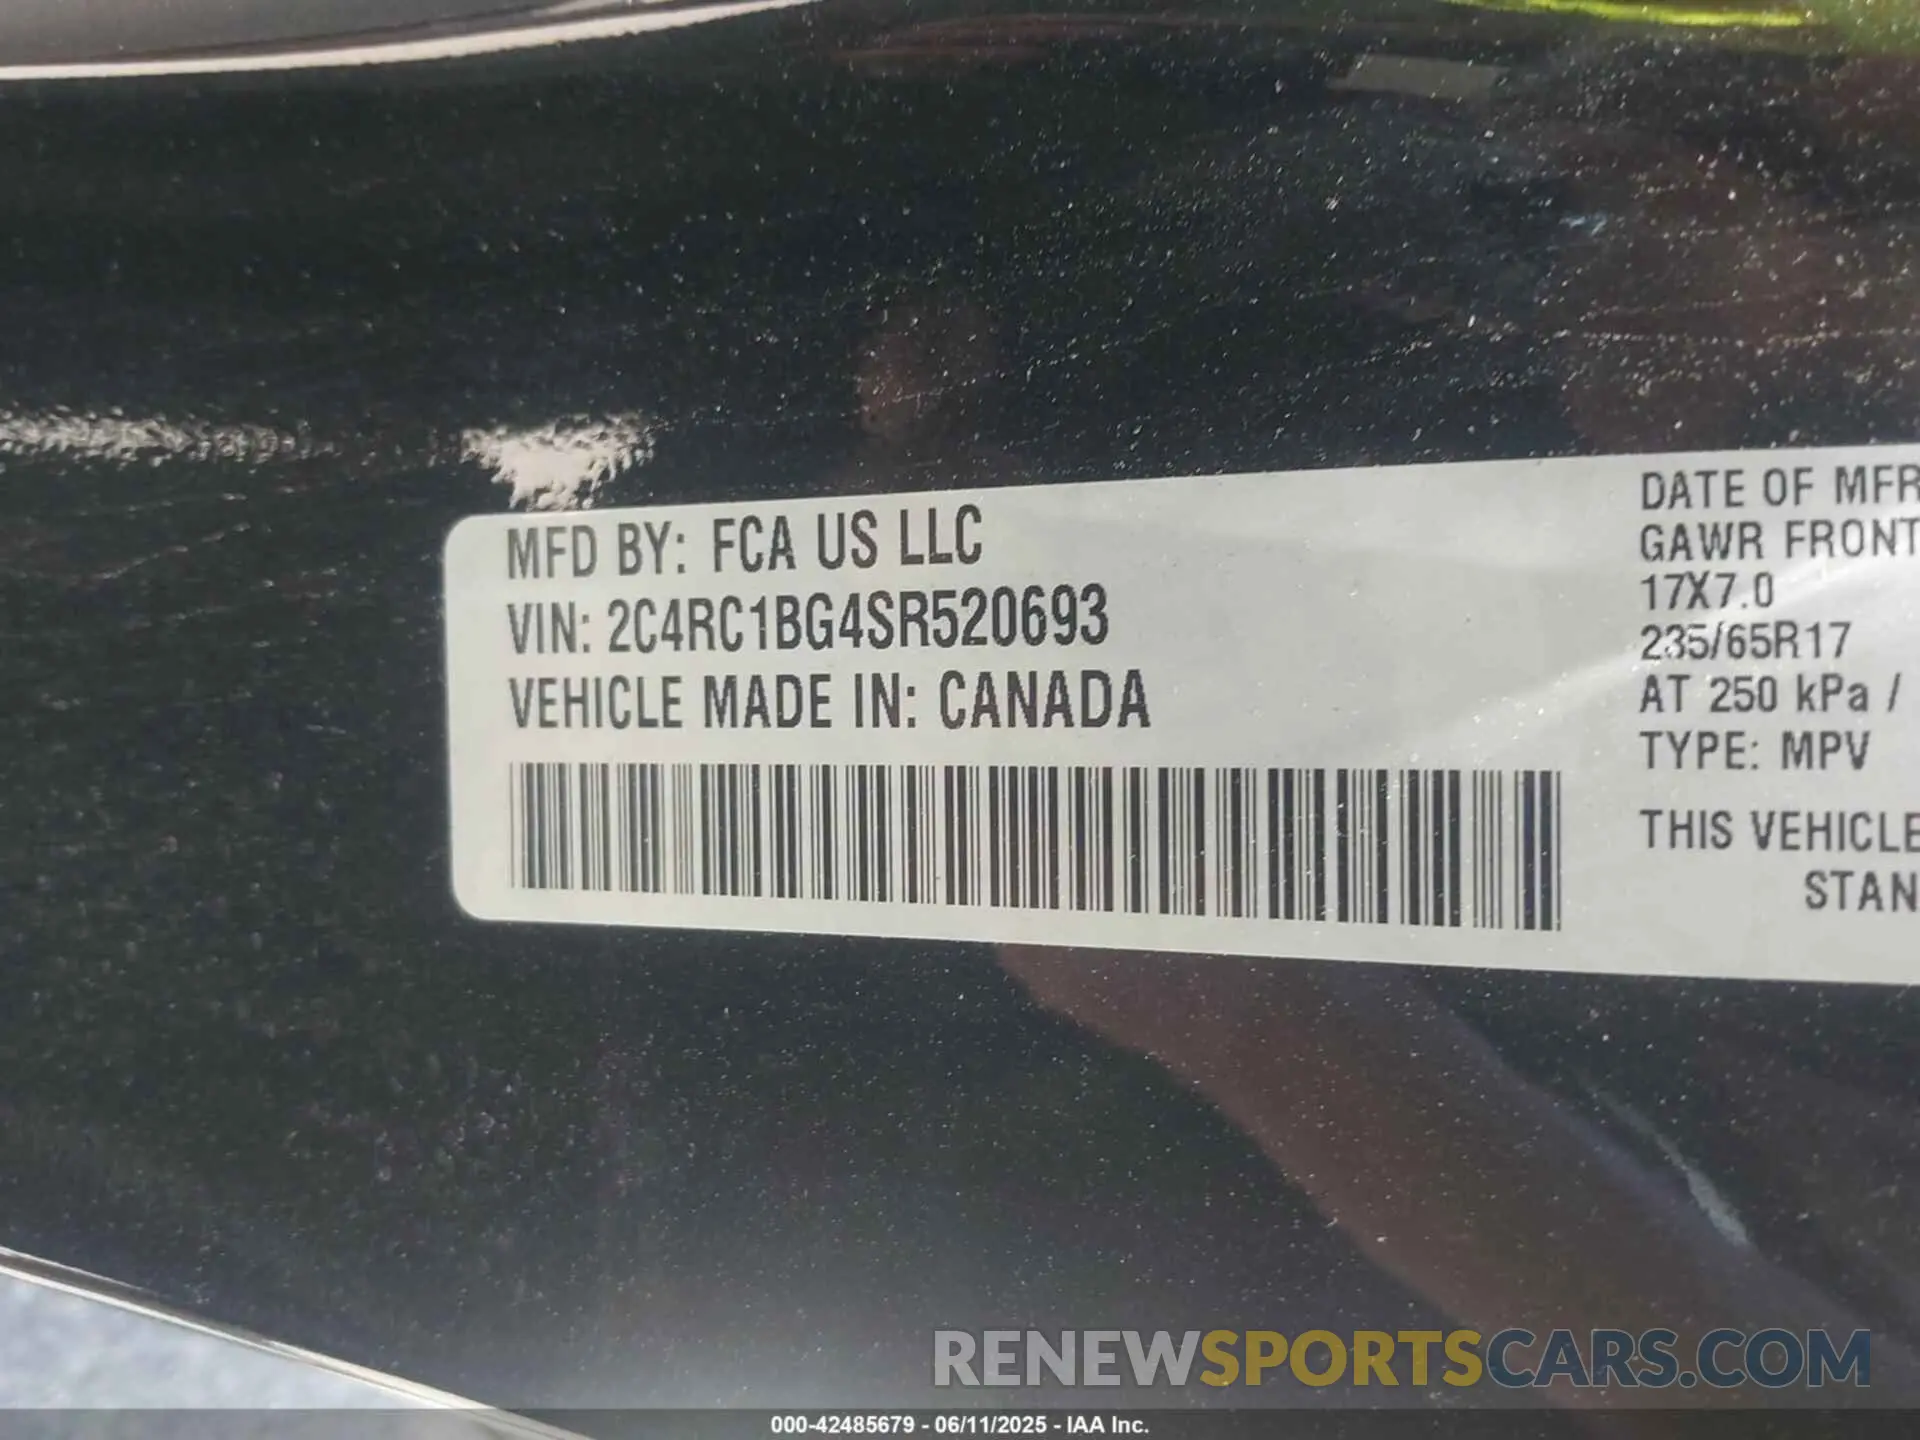 MFD BY: FCA US LLC
VIN: 2C4RC1BG4SR520693
VEHICLE MADE IN: CANADA
DATE OF MFR
GAWR FRONT
17X7.0
235/65R17
AT 250 kPa /
TYPE: MPV
THIS VEHICLE
STAN
RENEWSPORTSCARS.COM
000-42485679 - 06/11/2025 - IAA Inc.